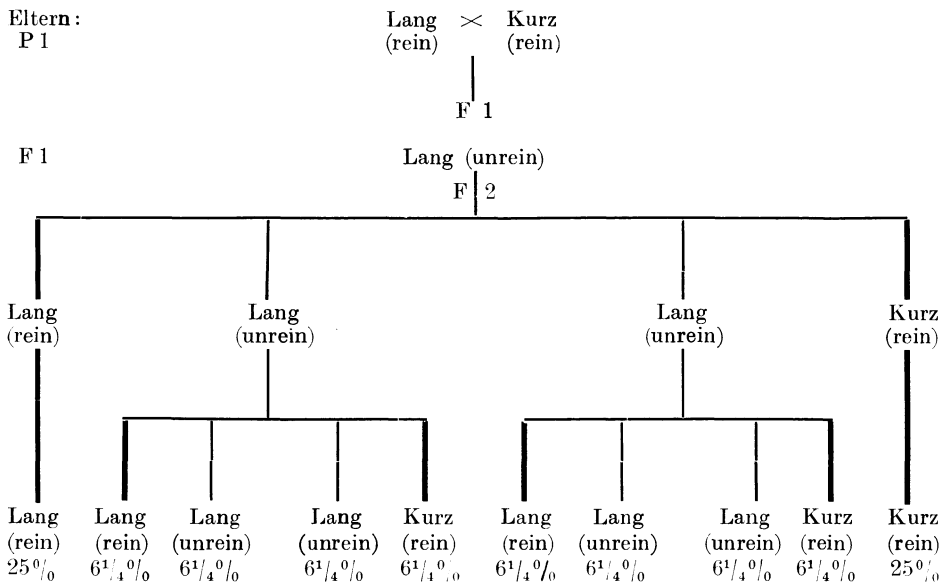 Eltern: Lang × Kurz
P 1 (rein) (rein)
F 1
F 1 Lang (unrein)
F 2
Lang Lang Lang Kurz
(rein) (unrein) (unrein) (rein)
Lang Lang Lang Lang Kurz Lang Lang Lang Kurz Kurz
(rein) (rein) (unrein) (unrein) (rein) (rein) (unrein) (unrein) (rein) (rein)
25% 6¹/₄% 6¹/₄% 6¹/₄% 6¹/₄% 6¹/₄% 6¹/₄% 6¹/₄% 6¹/₄% 25%